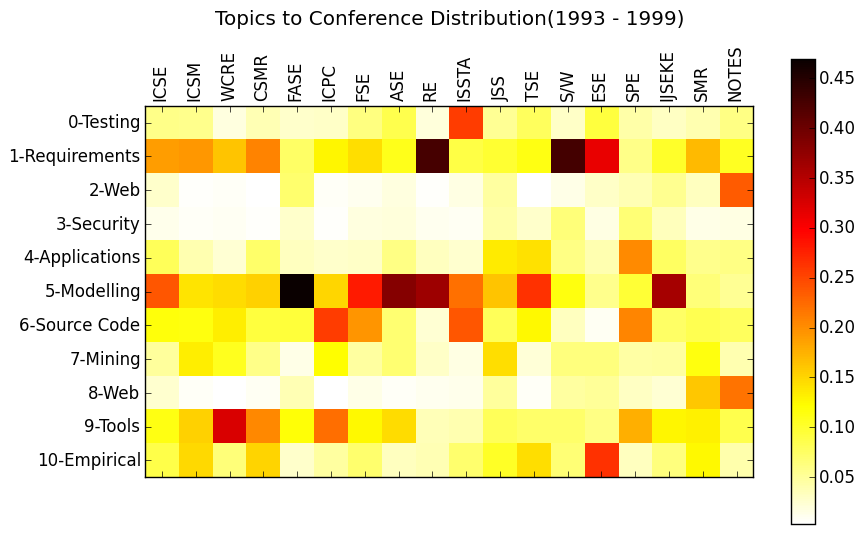 Topics to Conference Distribution(1993 - 1999)
ICSE ICSM WCRE CSMR FASE ICPC FSE ASE RE ISSTA JSS TSE S/W ESE SPE IJSEKE SMR NOTES
0-Testing
1-Requirements
2-Web
3-Security
4-Applications
5-Modelling
6-Source Code
7-Mining
8-Web
9-Tools
10-Empirical
0.45
0.40
0.35
0.30
0.25
0.20
0.15
0.10
0.05